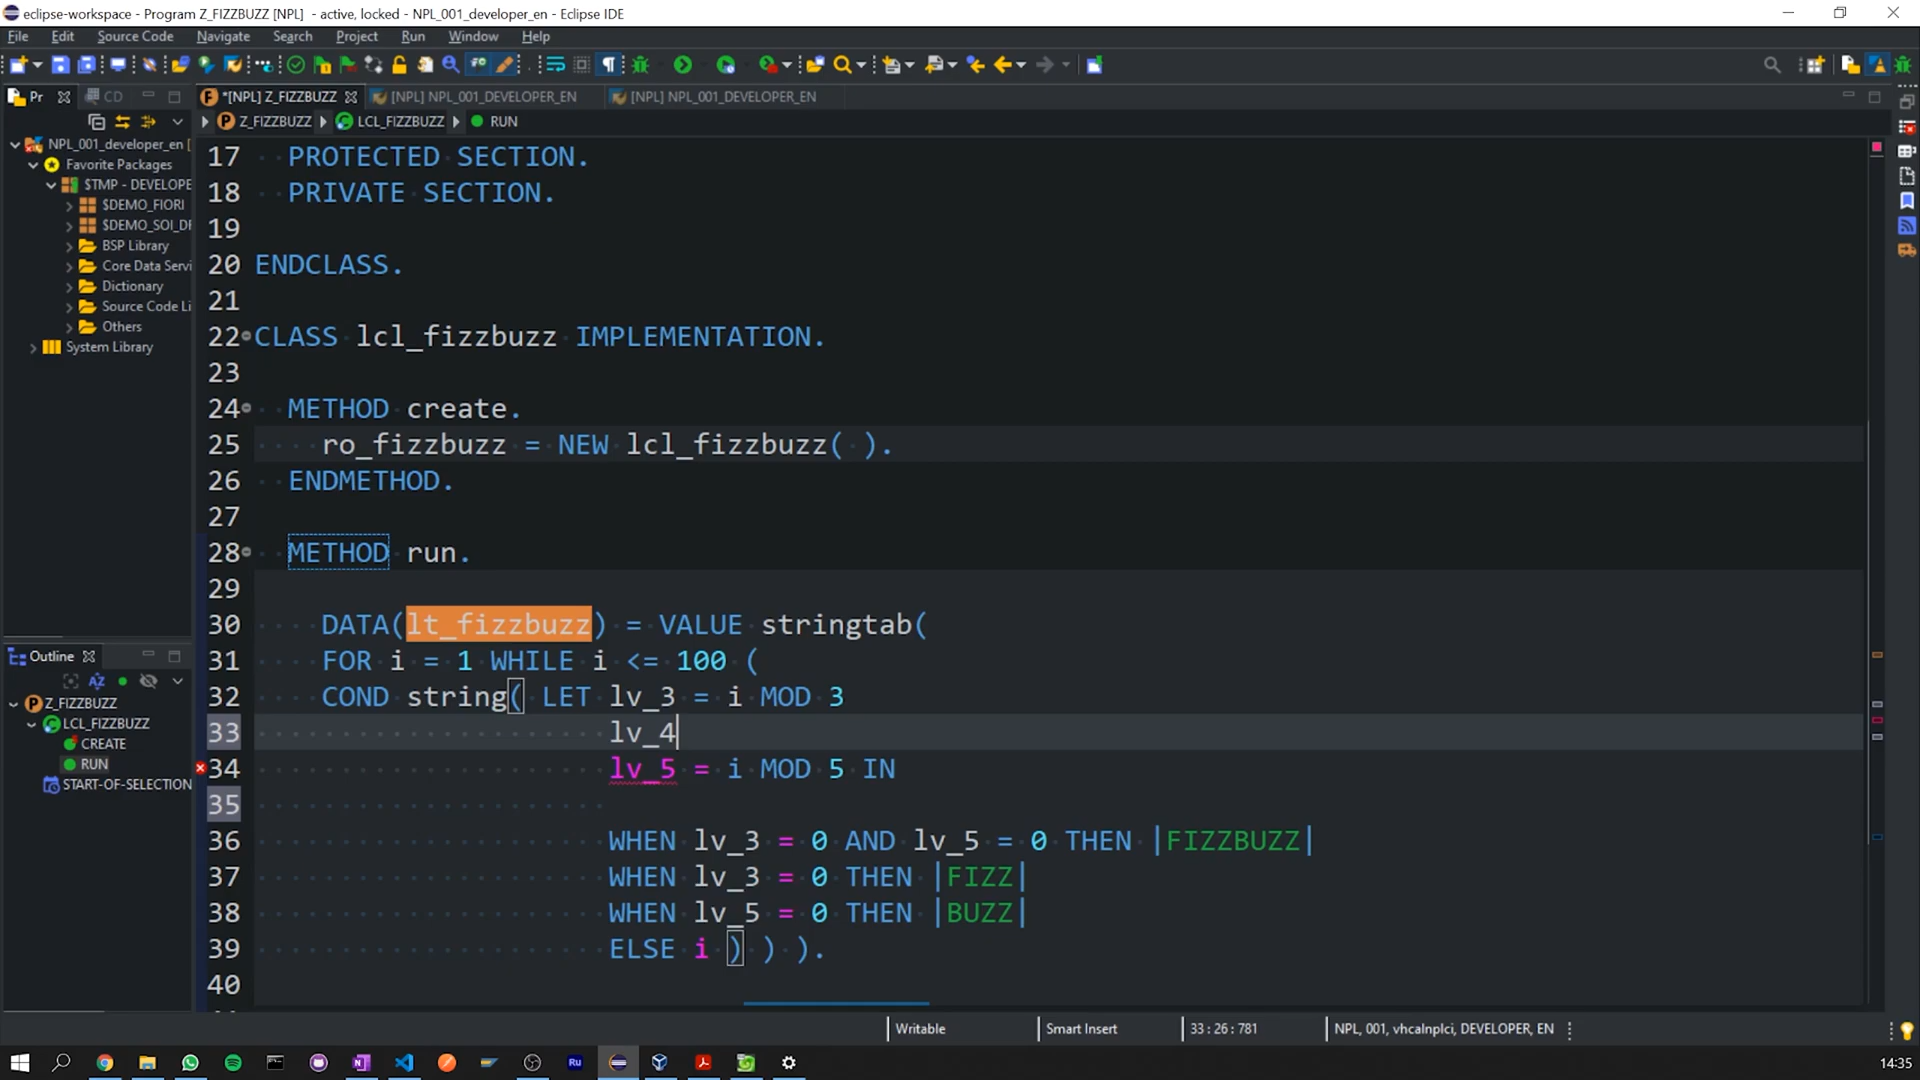 eclipse-workspace - Program Z_FIZZBUZZ [NPL]  - active, locked - NPL_001_developer_en - Eclipse IDE
File Edit Source Code Navigate Search Project Run Window Help
Pr CD *[NPL] Z_FIZZBUZZ [NPL] NPL_001_DEVELOPER_EN [NPL] NPL_001_DEVELOPER_EN
Z_FIZZBUZZ LCL_FIZZBUZZ RUN
NPL_001_developer_en [
Favorite Packages
$TMP - DEVELOPE
$DEMO_FIORI
$DEMO_SOI_DF
BSP Library
Core Data Servi
Dictionary
Source Code Li
Others
System Library
Outline
Z_FIZZBUZZ
LCL_FIZZBUZZ
CREATE
RUN
START-OF-SELECTION
17 PROTECTED SECTION.
18 PRIVATE SECTION.
19
20 ENDCLASS.
21
22 CLASS lcl_fizzbuzz IMPLEMENTATION.
23
24 METHOD create.
25 ro_fizzbuzz = NEW lcl_fizzbuzz( ).
26 ENDMETHOD.
27
28 METHOD run.
29
30 DATA(lt_fizzbuzz) = VALUE stringtab(
31 FOR i = 1 WHILE i <= 100 (
32 COND string( LET lv_3 = i MOD 3
33 lv_4
34 lv_5 = i MOD 5 IN
35
36 WHEN lv_3 = 0 AND lv_5 = 0 THEN |FIZZBUZZ|
37 WHEN lv_3 = 0 THEN |FIZZ|
38 WHEN lv_5 = 0 THEN |BUZZ|
39 ELSE i ) ) ).
40
Writable Smart Insert 33 : 26 : 781 NPL, 001, vhcalnplci, DEVELOPER, EN
Ru
14:35